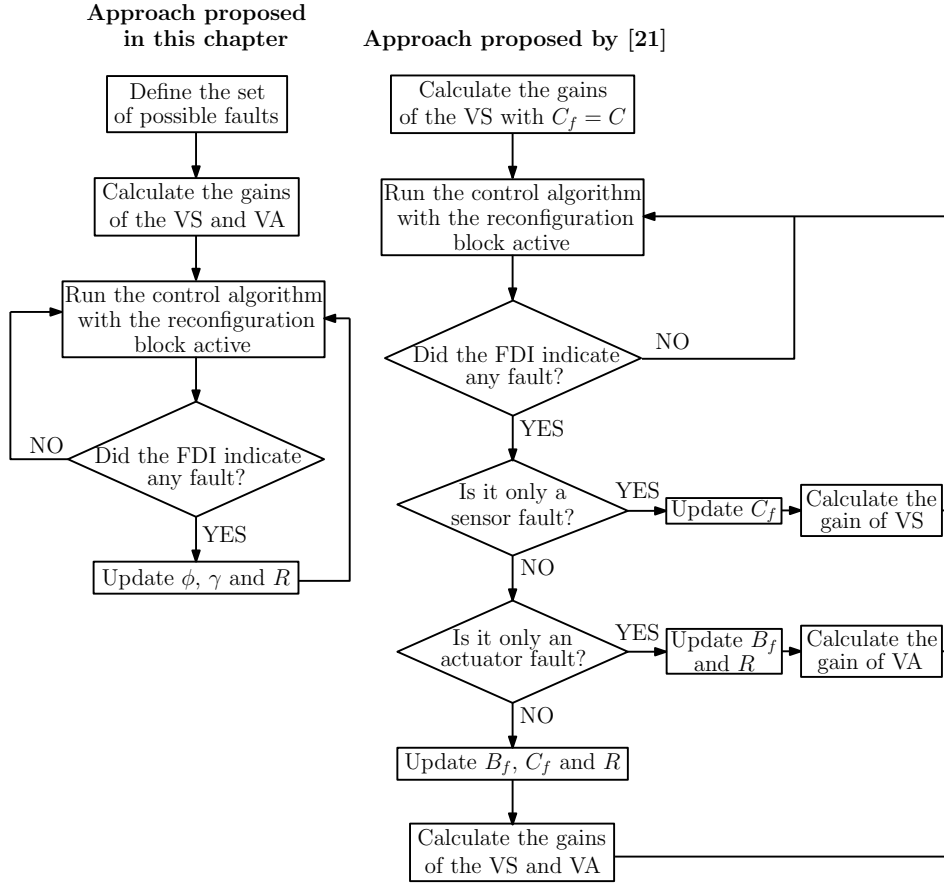 Approach proposed
in this chapter
Define the set
of possible faults
Calculate the gains
of the VS and VA
Run the control algorithm
with the reconfiguration
block active
Did the FDI indicate
any fault?
NO
YES
Update ϕ, γ and R
Approach proposed by [21]
Calculate the gains
of the VS with C_f = C
Run the control algorithm
with the reconfiguration
block active
Did the FDI indicate
any fault?
NO
YES
Is it only a
sensor fault?
YES
Update C_f
Calculate the
gain of VS
NO
Is it only an
actuator fault?
YES
Update B_f
and R
Calculate the
gain of VA
NO
Update B_f, C_f and R
Calculate the gains
of the VS and VA